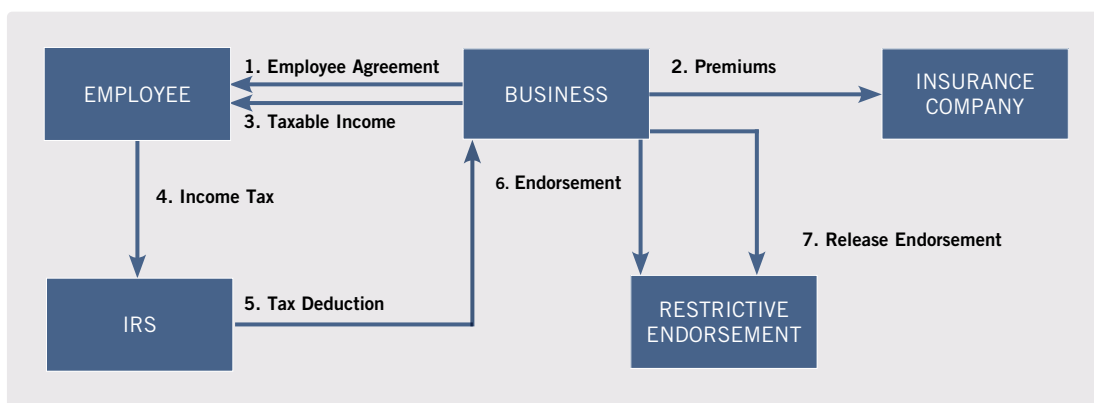 1. Employee Agreement
2. Premiums
EMPLOYEE
BUSINESS
INSURANCE
COMPANY
3. Taxable Income
4. Income Tax
6. Endorsement
7. Release Endorsement
5. Tax Deduction
IRS
RESTRICTIVE
ENDORSEMENT